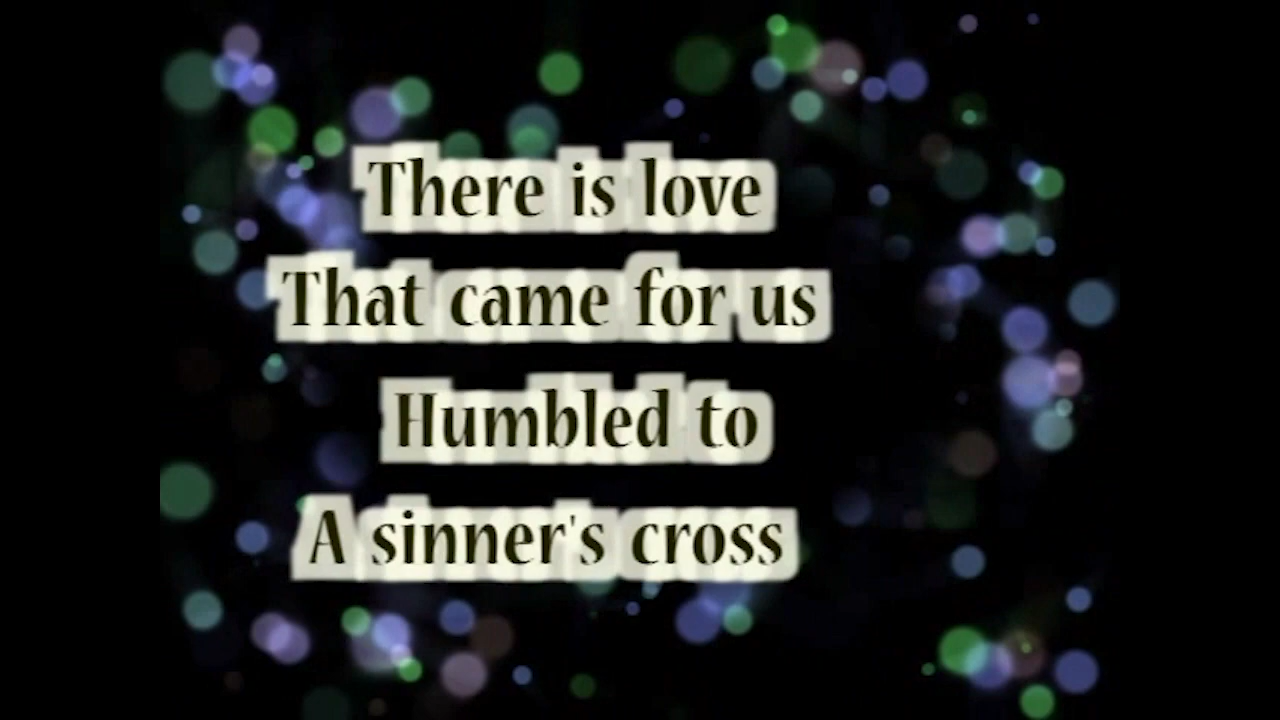 There is love
That came for us
Humbled to
A sinner's cross